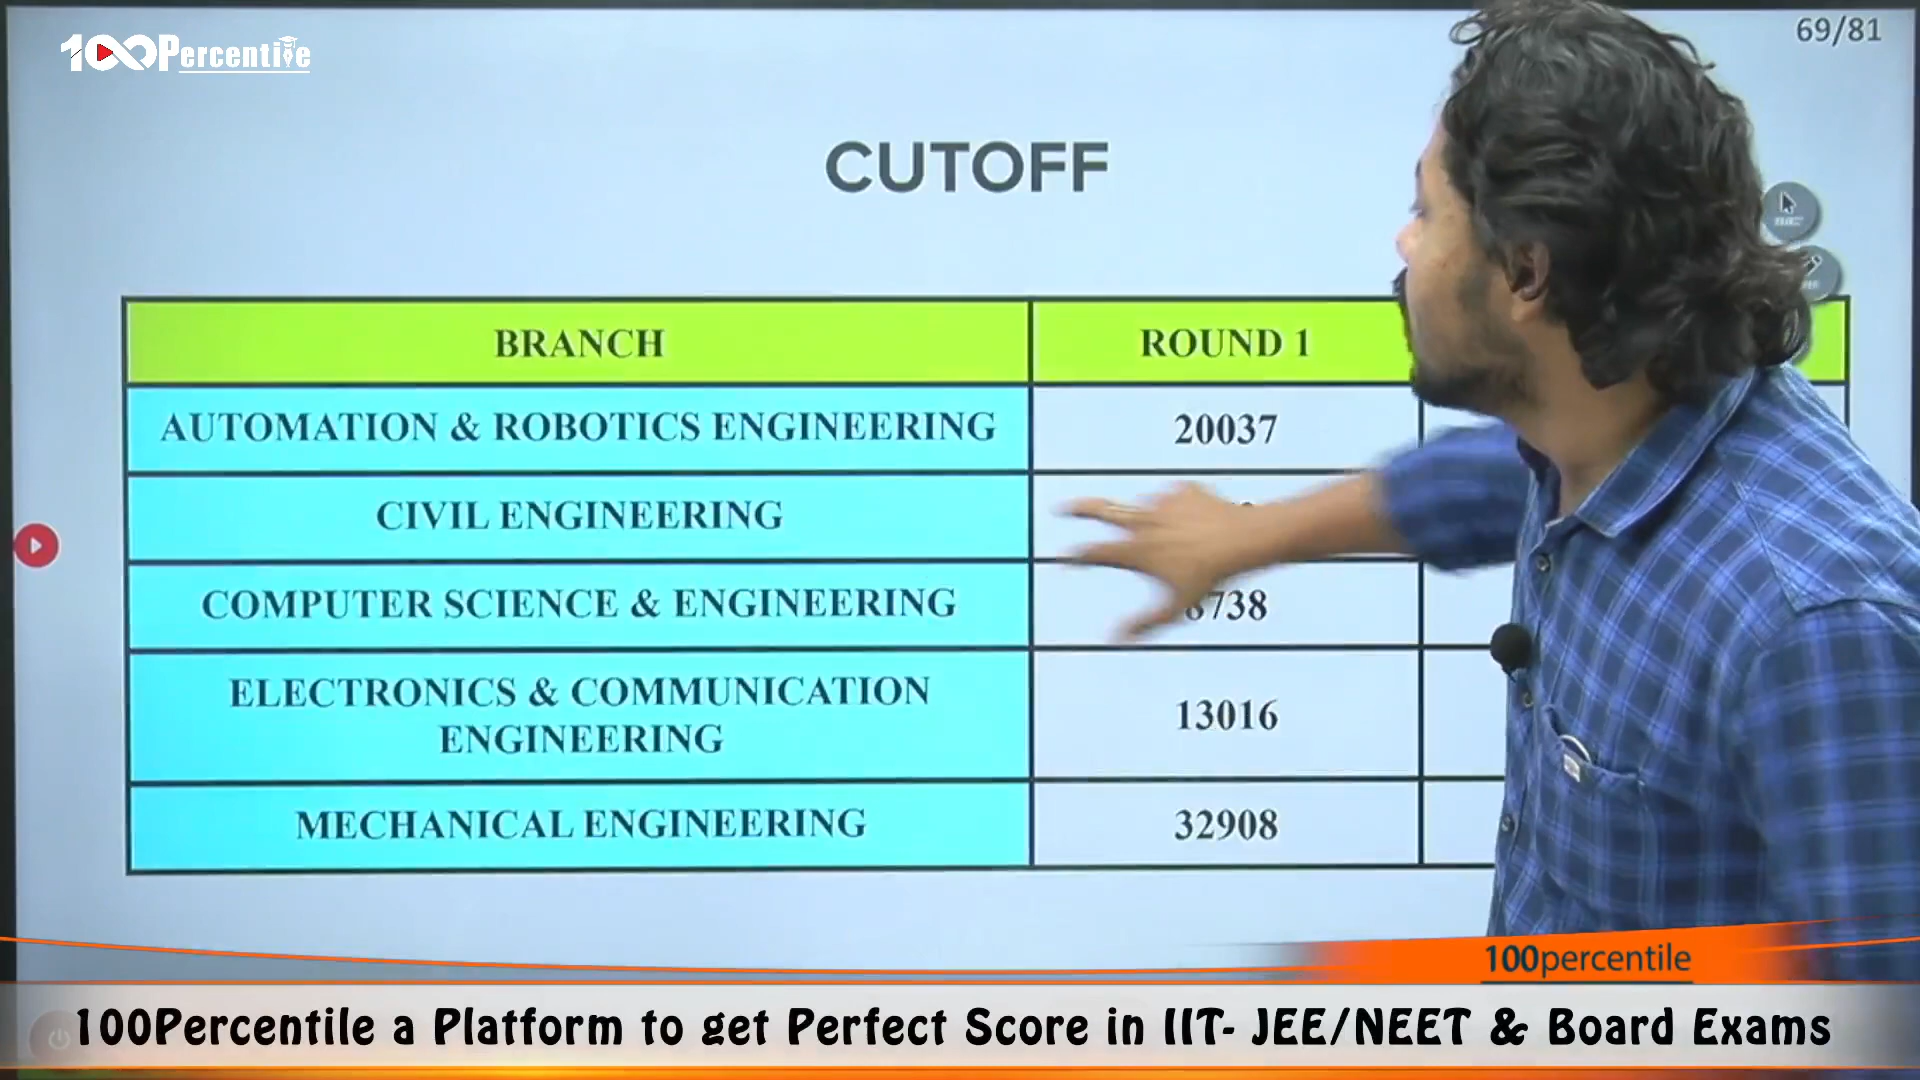 100Percentile
69/81
CUTOFF
BRANCH
ROUND 1
AUTOMATION & ROBOTICS ENGINEERING
20037
CIVIL ENGINEERING
COMPUTER SCIENCE & ENGINEERING
8738
ELECTRONICS & COMMUNICATION
ENGINEERING
13016
MECHANICAL ENGINEERING
32908
100percentile
100Percentile a Platform to get Perfect Score in IIT- JEE/NEET & Board Exams